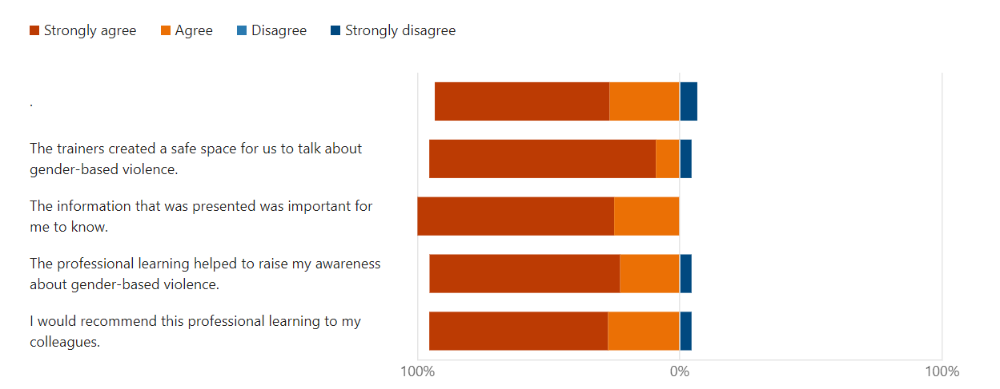 Strongly agree Agree Disagree Strongly disagree
.
The trainers created a safe space for us to talk about
gender-based violence.
The information that was presented was important for
me to know.
The professional learning helped to raise my awareness
about gender-based violence.
I would recommend this professional learning to my
colleagues.
100% 0% 100%